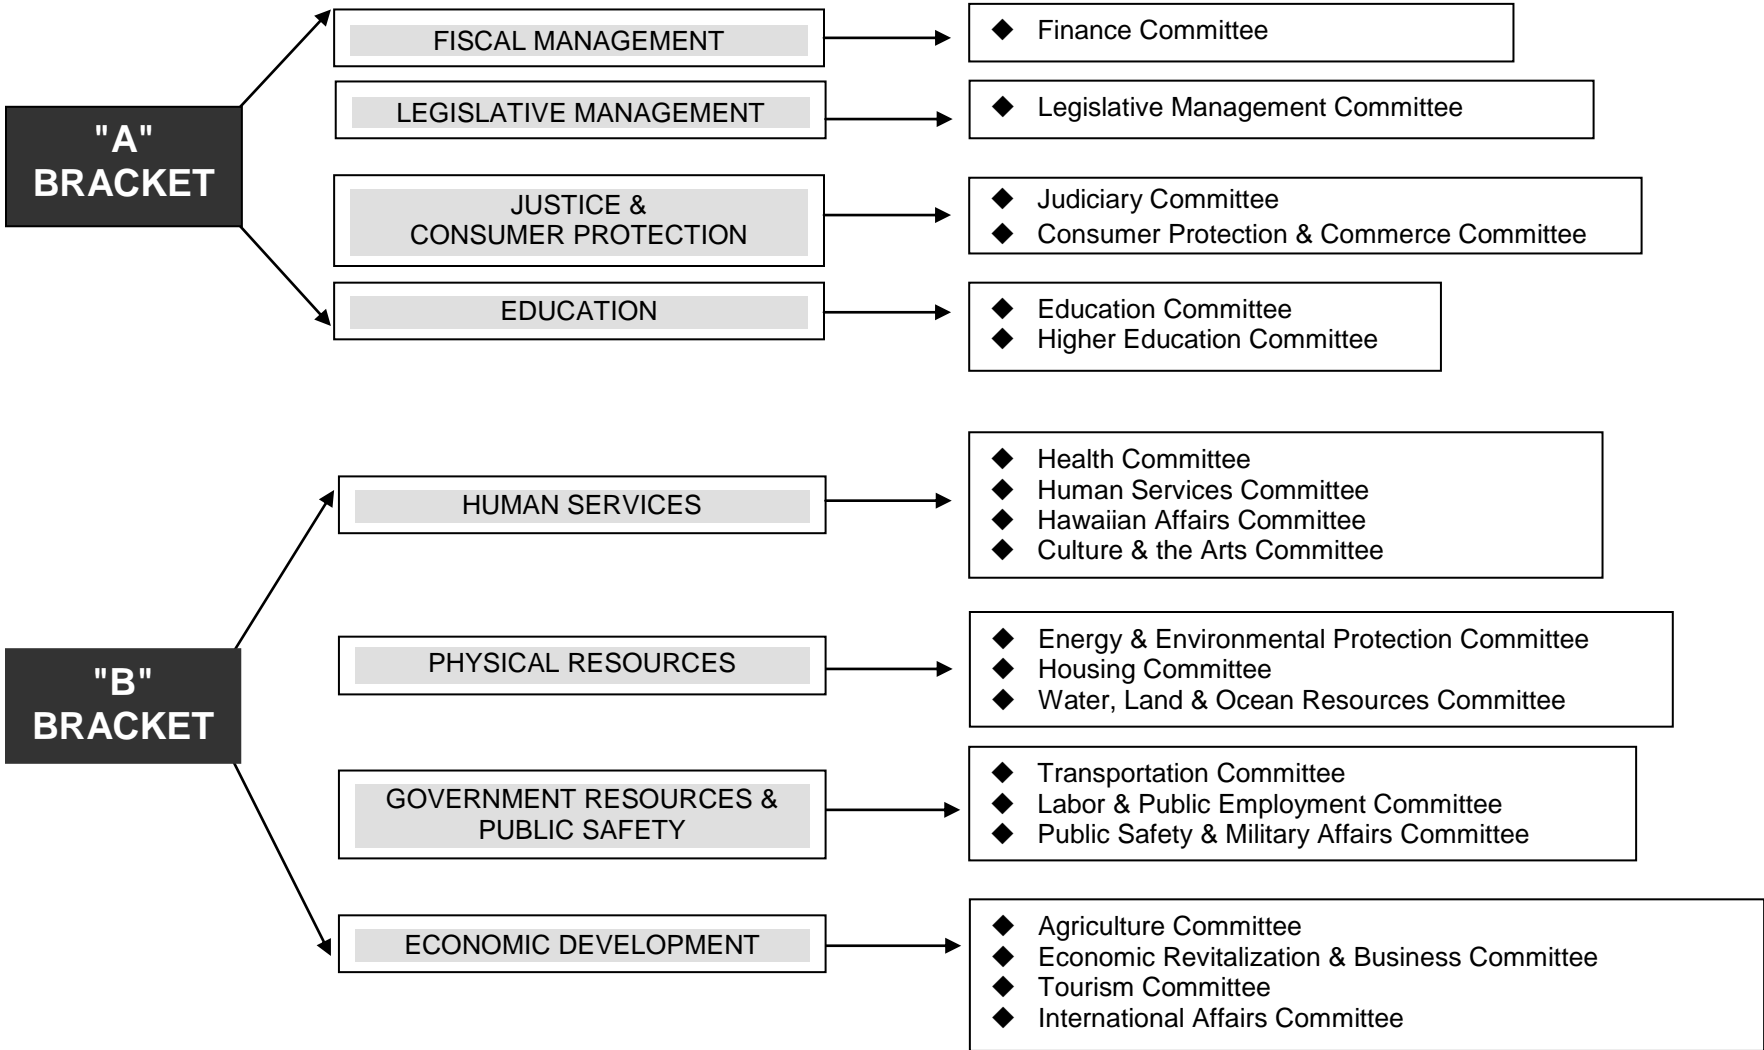 "A"
BRACKET
FISCAL MANAGEMENT
◆ Finance Committee
LEGISLATIVE MANAGEMENT
◆ Legislative Management Committee
JUSTICE &
CONSUMER PROTECTION
◆ Judiciary Committee
◆ Consumer Protection & Commerce Committee
EDUCATION
◆ Education Committee
◆ Higher Education Committee
"B"
BRACKET
HUMAN SERVICES
◆ Health Committee
◆ Human Services Committee
◆ Hawaiian Affairs Committee
◆ Culture & the Arts Committee
PHYSICAL RESOURCES
◆ Energy & Environmental Protection Committee
◆ Housing Committee
◆ Water, Land & Ocean Resources Committee
GOVERNMENT RESOURCES &
PUBLIC SAFETY
◆ Transportation Committee
◆ Labor & Public Employment Committee
◆ Public Safety & Military Affairs Committee
ECONOMIC DEVELOPMENT
◆ Agriculture Committee
◆ Economic Revitalization & Business Committee
◆ Tourism Committee
◆ International Affairs Committee